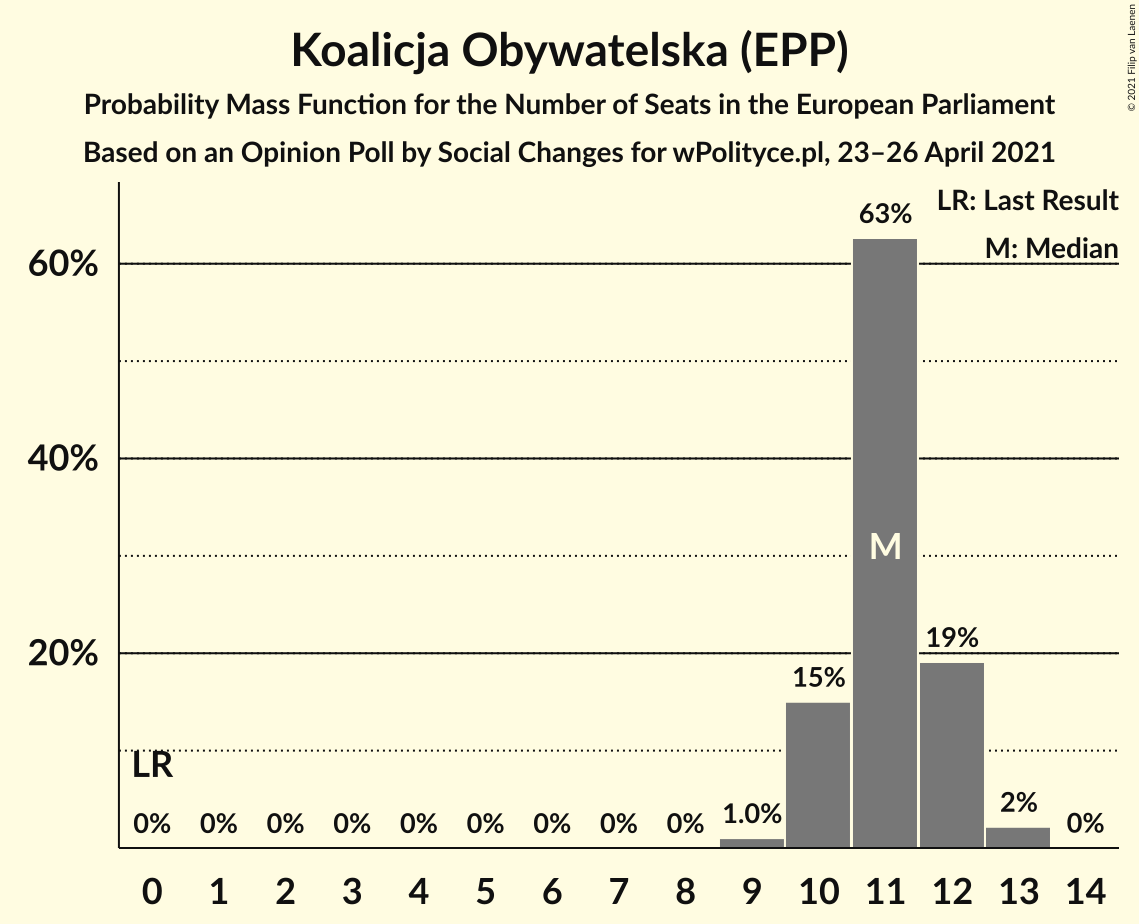 Koalicja Obywatelska (EPP)
Probability Mass Function for the Number of Seats in the European Parliament
Based on an Opinion Poll by Social Changes for wPolityce.pl, 23–26 April 2021
© 2021 Filip van Laenen
LR: Last Result
M: Median
63%
60%
40%
M
20%
19%
15%
LR
0% 0% 0% 0% 0% 0% 0% 0% 0% 1.0% 2% 0%
0 1 2 3 4 5 6 7 8 9 10 11 12 13 14